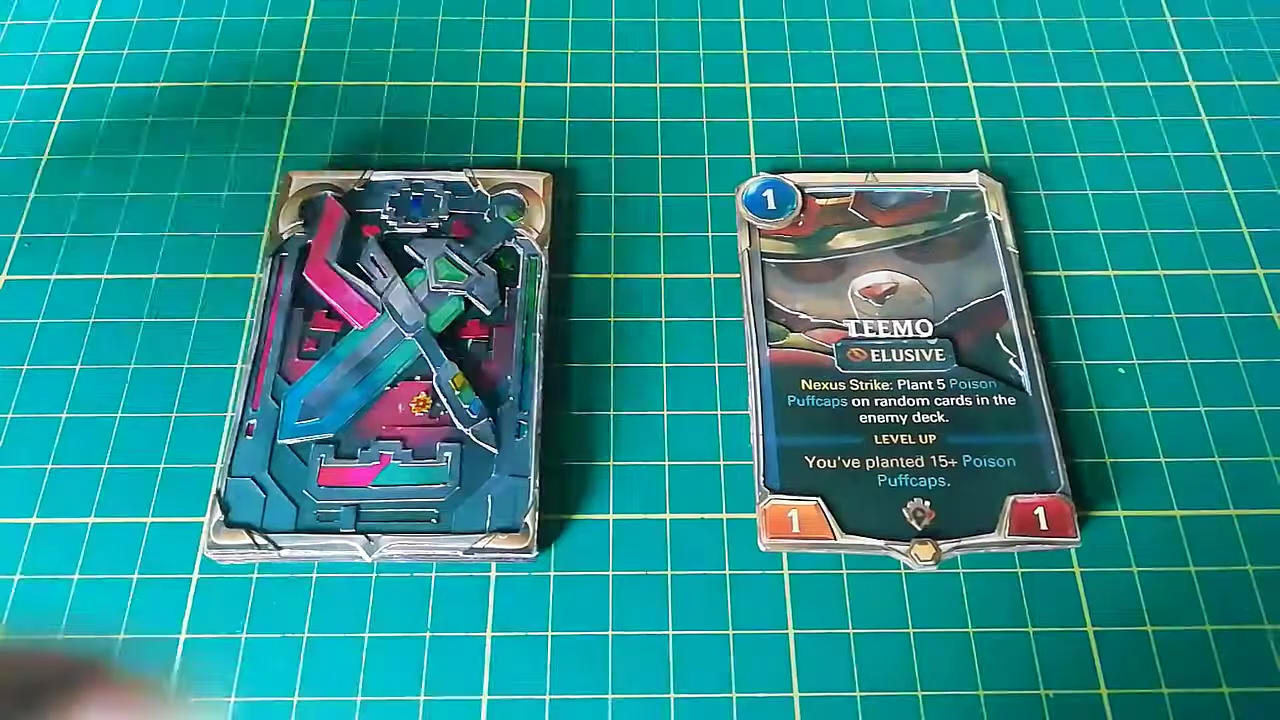 1
TEEMO
ELUSIVE
Nexus Strike: Plant 5 Poison
Puffcaps on random cards in the
enemy deck.
LEVEL UP
You've planted 15+ Poison
Puffcaps.
1
1